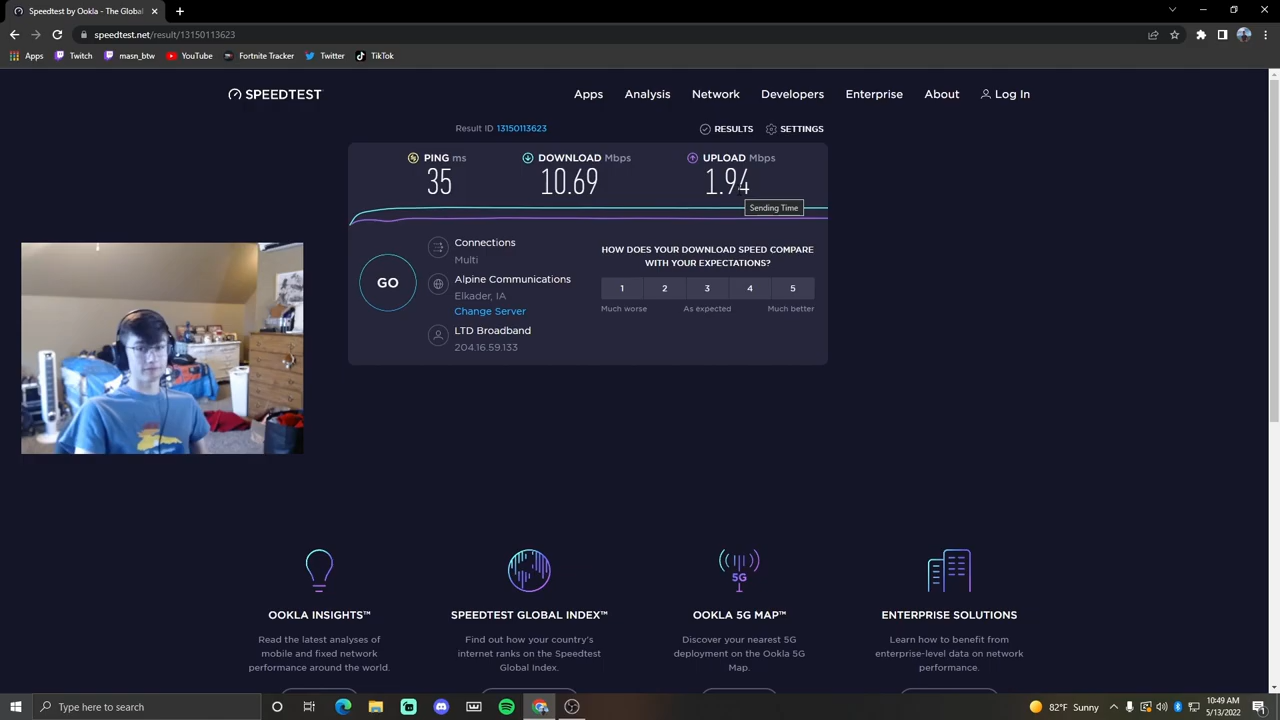 Speedtest by Ookla - The Global
speedtest.net/result/13150113623
Apps
Twitch
masn_btw
YouTube
Fortnite Tracker
Twitter
TikTok
SPEEDTEST
Apps
Analysis
Network
Developers
Enterprise
About
Log In
Result ID 13150113623
RESULTS
SETTINGS
PING ms
35
DOWNLOAD Mbps
10.69
UPLOAD Mbps
1.94
Sending Time
GO
Connections
Multi
Alpine Communications
Elkader, IA
Change Server
LTD Broadband
204.16.59.133
HOW DOES YOUR DOWNLOAD SPEED COMPARE
WITH YOUR EXPECTATIONS?
1 2 3 4 5
Much worse As expected Much better
5G
OOKLA INSIGHTS™
Read the latest analyses of
mobile and fixed network
performance around the world.
SPEEDTEST GLOBAL INDEX™
Find out how your country's
internet ranks on the Speedtest
Global Index.
OOKLA 5G MAP™
Discover your nearest 5G
deployment on the Ookla 5G
Map.
ENTERPRISE SOLUTIONS
Learn how to benefit from
enterprise-level data on network
performance.
Type here to search
82°F Sunny
10:49 AM
5/13/2022
1